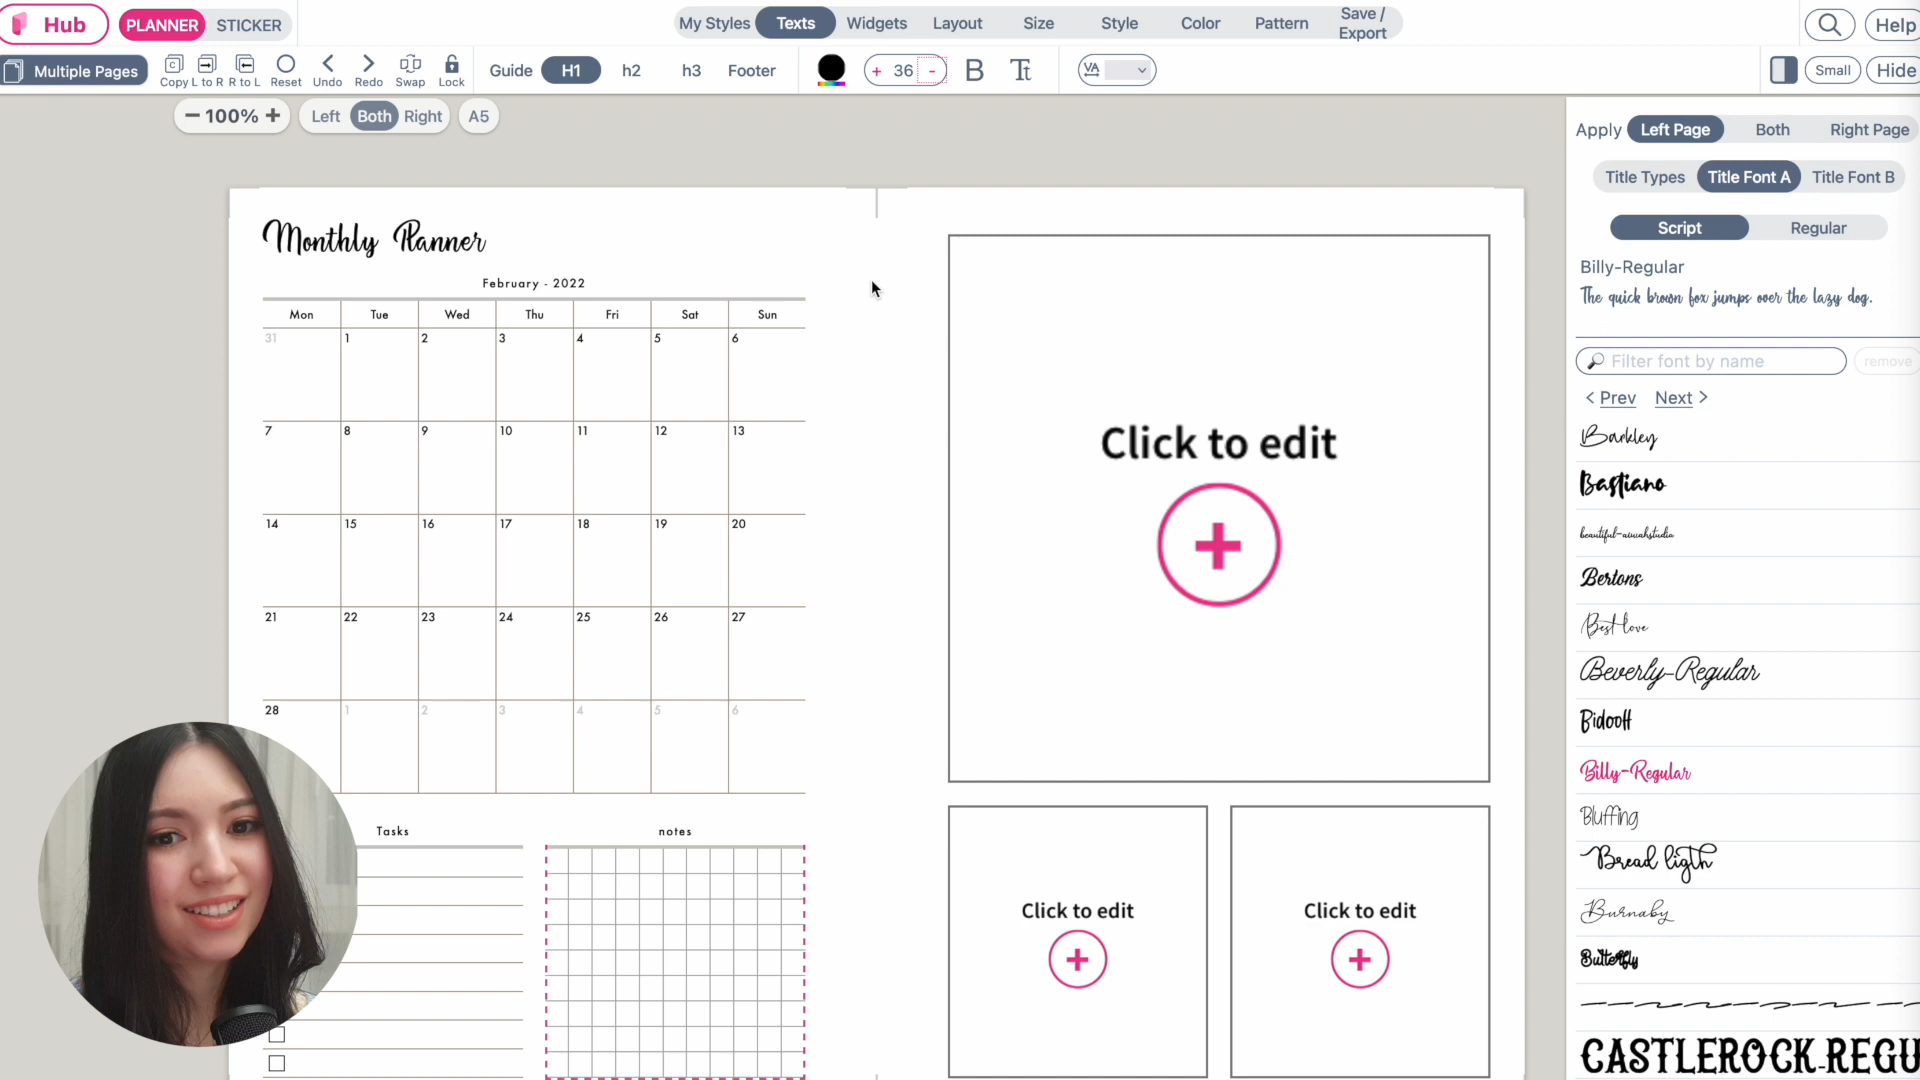 Hub PLANNER STICKER
My Styles Texts Widgets Layout Size Style Color Pattern Save / Export
Help
Multiple Pages Copy L to R R to L Reset Undo Redo Swap Lock
Guide H1 h2 h3 Footer + 36 - B Tt VA
Small Hide
− 100% + Left Both Right A5
Apply Left Page Both Right Page
Title Types Title Font A Title Font B
Script Regular
Billy-Regular
The quick brown fox jumps over the lazy dog.
Filter font by name remove
< Prev Next >
Barkley
Bastiano
beautiful-aiwahstudia
Bertons
Best love
Beverly-Regular
Bidooff
Billy-Regular
Bluffing
Bread ligth
Burnaby
Butterfly
CASTLEROCK-REGU
Monthly Planner
February - 2022
Mon Tue Wed Thu Fri Sat Sun
31 1 2 3 4 5 6
7 8 9 10 11 12 13
14 15 16 17 18 19 20
21 22 23 24 25 26 27
28 1 2 3 4 5 6
Tasks notes
Click to edit
+
Click to edit
+
Click to edit
+